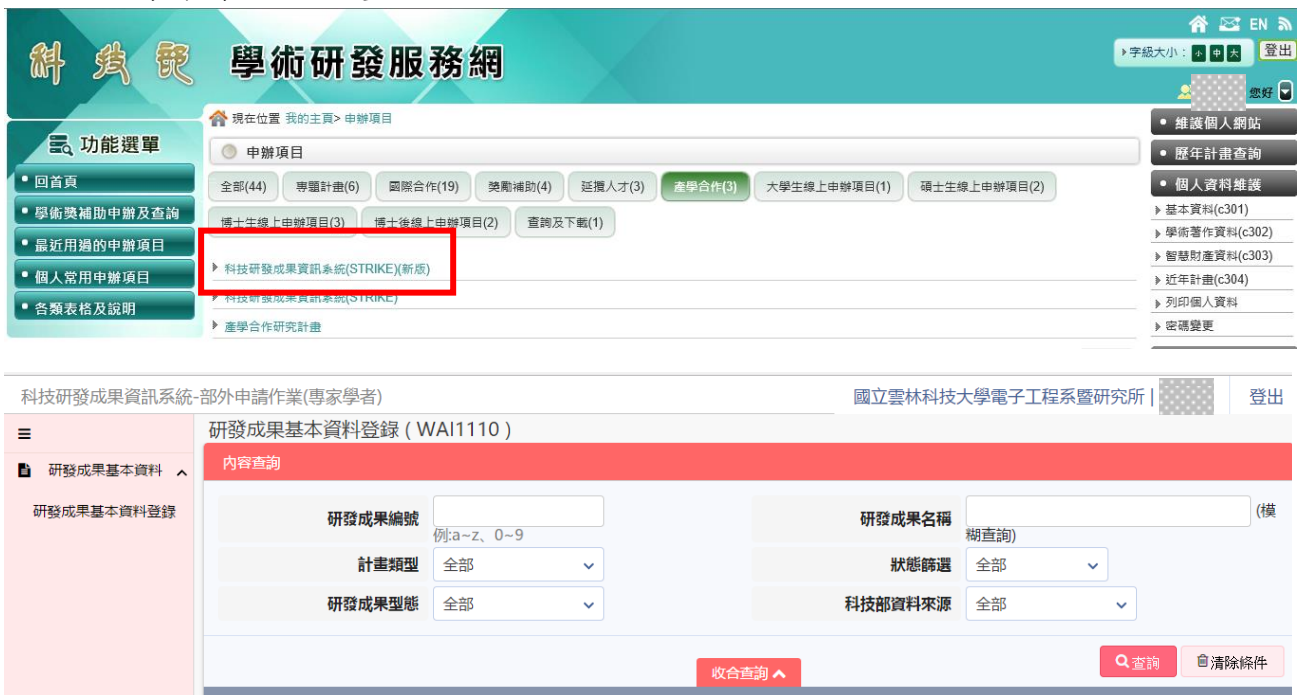 科技部 學術研發服務網
EN
字級大小： 小 中 大 登出
您好
功能選單
回首頁
學術獎補助申辦及查詢
最近用過的申辦項目
個人常用申辦項目
各類表格及說明
現在位置 我的主頁> 申辦項目
申辦項目
全部(44) 專題計畫(6) 國際合作(19) 獎勵補助(4) 延攬人才(3) 產學合作(3) 大學生線上申辦項目(1) 碩士生線上申辦項目(2)
博士生線上申辦項目(3) 博士後線上申辦項目(2) 查詢及下載(1)
科技研發成果資訊系統(STRIKE)(新版)
科技研發成果資訊系統(STRIKE)
產學合作研究計畫
維護個人網站
歷年計畫查詢
個人資料維護
基本資料(c301)
學術著作資料(c302)
智慧財產資料(c303)
近年計畫(c304)
列印個人資料
密碼變更
科技研發成果資訊系統-部外申請作業(專家學者) 國立雲林科技大學電子工程系暨研究所 | 登出
研發成果基本資料
研發成果基本資料登錄
研發成果基本資料登錄 ( WAI1110 )
內容查詢
研發成果編號 研發成果名稱 (模
例:a~z、0~9 糊查詢)
計畫類型 全部 狀態篩選 全部
研發成果型態 全部 科技部資料來源 全部
查詢 清除條件
收合查詢